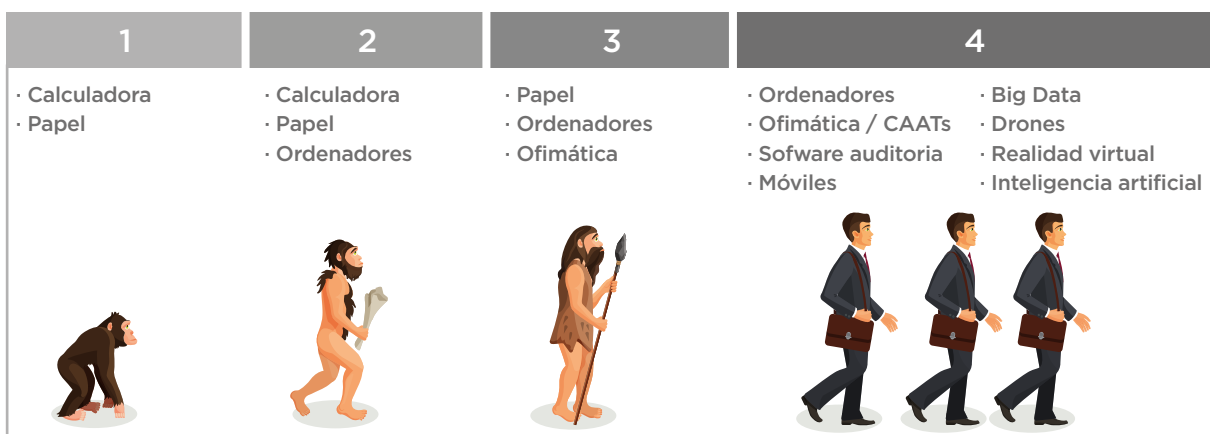 1
· Calculadora
· Papel
2
· Calculadora
· Papel
· Ordenadores
3
· Papel
· Ordenadores
· Ofimática
4
· Ordenadores
· Ofimática / CAATs
· Sofware auditoria
· Móviles
· Big Data
· Drones
· Realidad virtual
· Inteligencia artificial